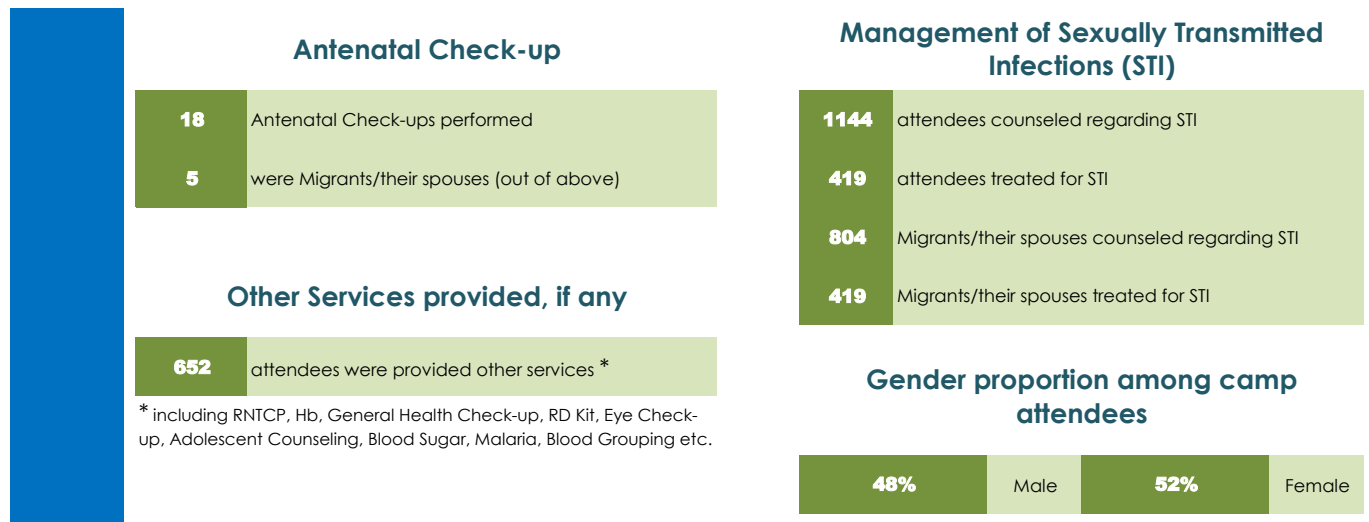 Antenatal Check-up
18 Antenatal Check-ups performed
5 were Migrants/their spouses (out of above)
Other Services provided, if any
652 attendees were provided other services *
* including RNTCP, Hb, General Health Check-up, RD Kit, Eye Check-
up, Adolescent Counseling, Blood Sugar, Malaria, Blood Grouping etc.
Management of Sexually Transmitted
Infections (STI)
1144 attendees counseled regarding STI
419 attendees treated for STI
804 Migrants/their spouses counseled regarding STI
419 Migrants/their spouses treated for STI
Gender proportion among camp
attendees
48% Male 52% Female